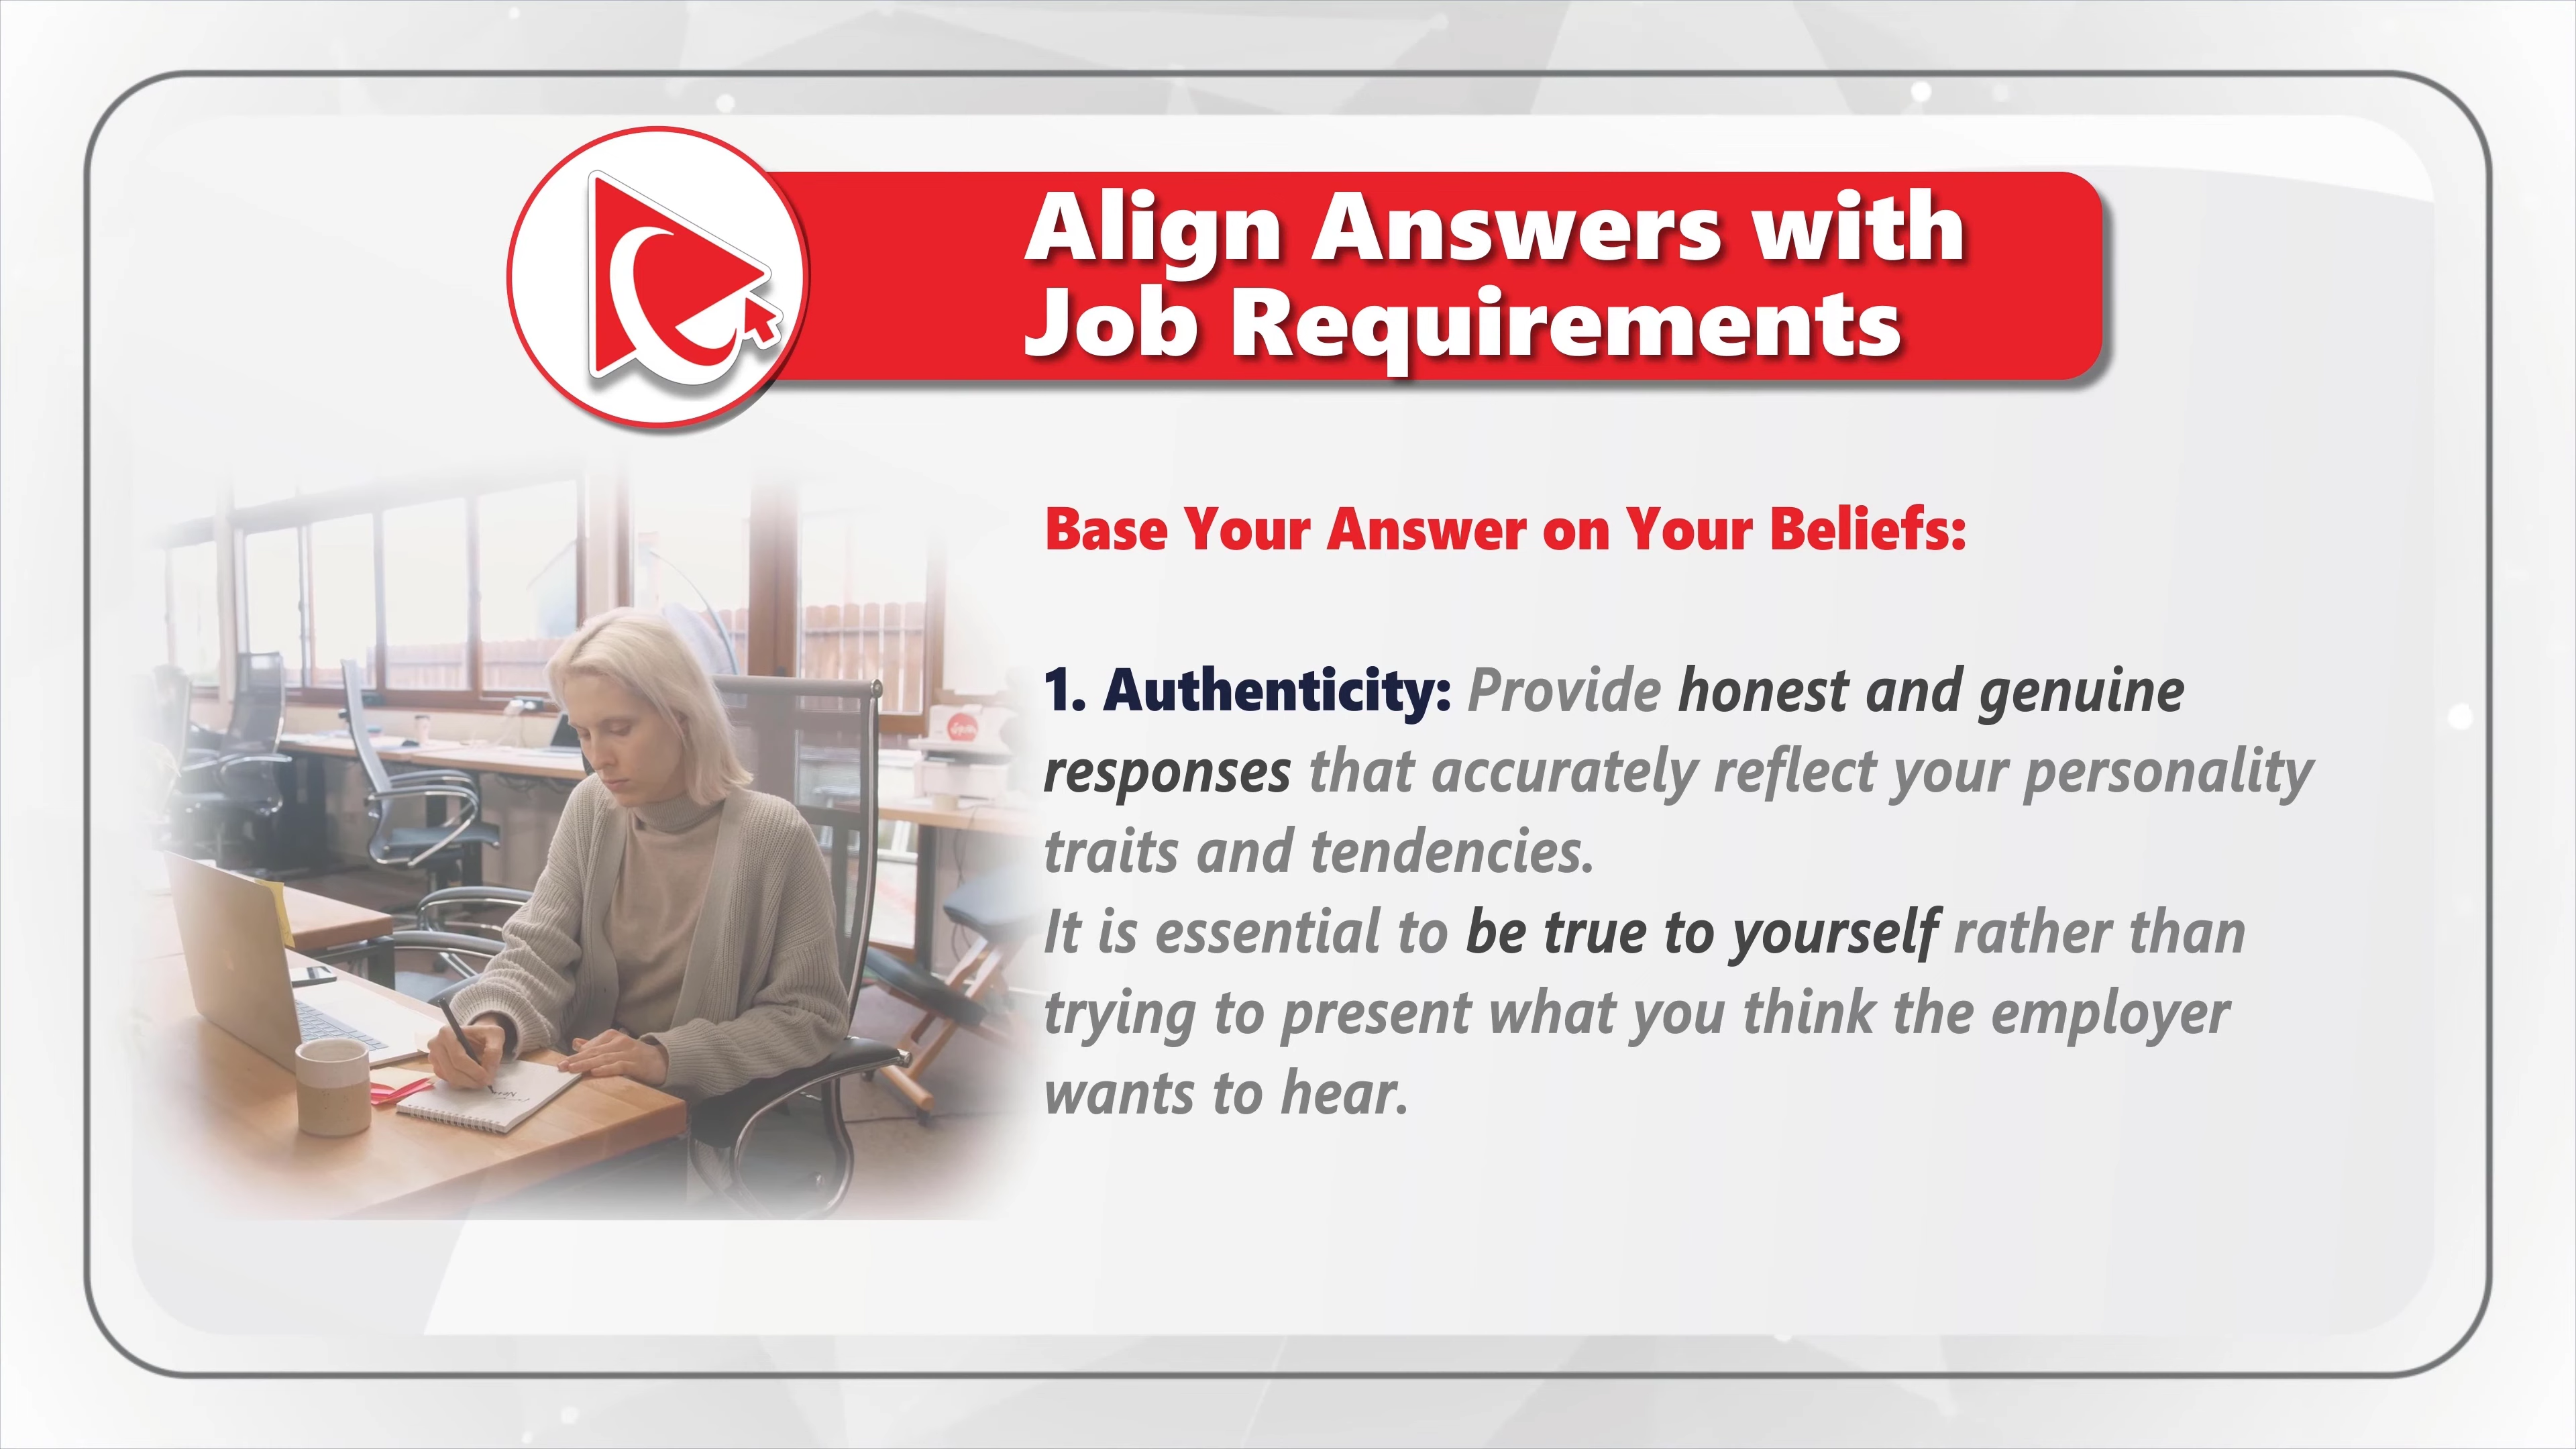 Align Answers with
Job Requirements
Base Your Answer on Your Beliefs:
1. Authenticity: Provide honest and genuine
responses that accurately reflect your personality
traits and tendencies.
It is essential to be true to yourself rather than
trying to present what you think the employer
wants to hear.